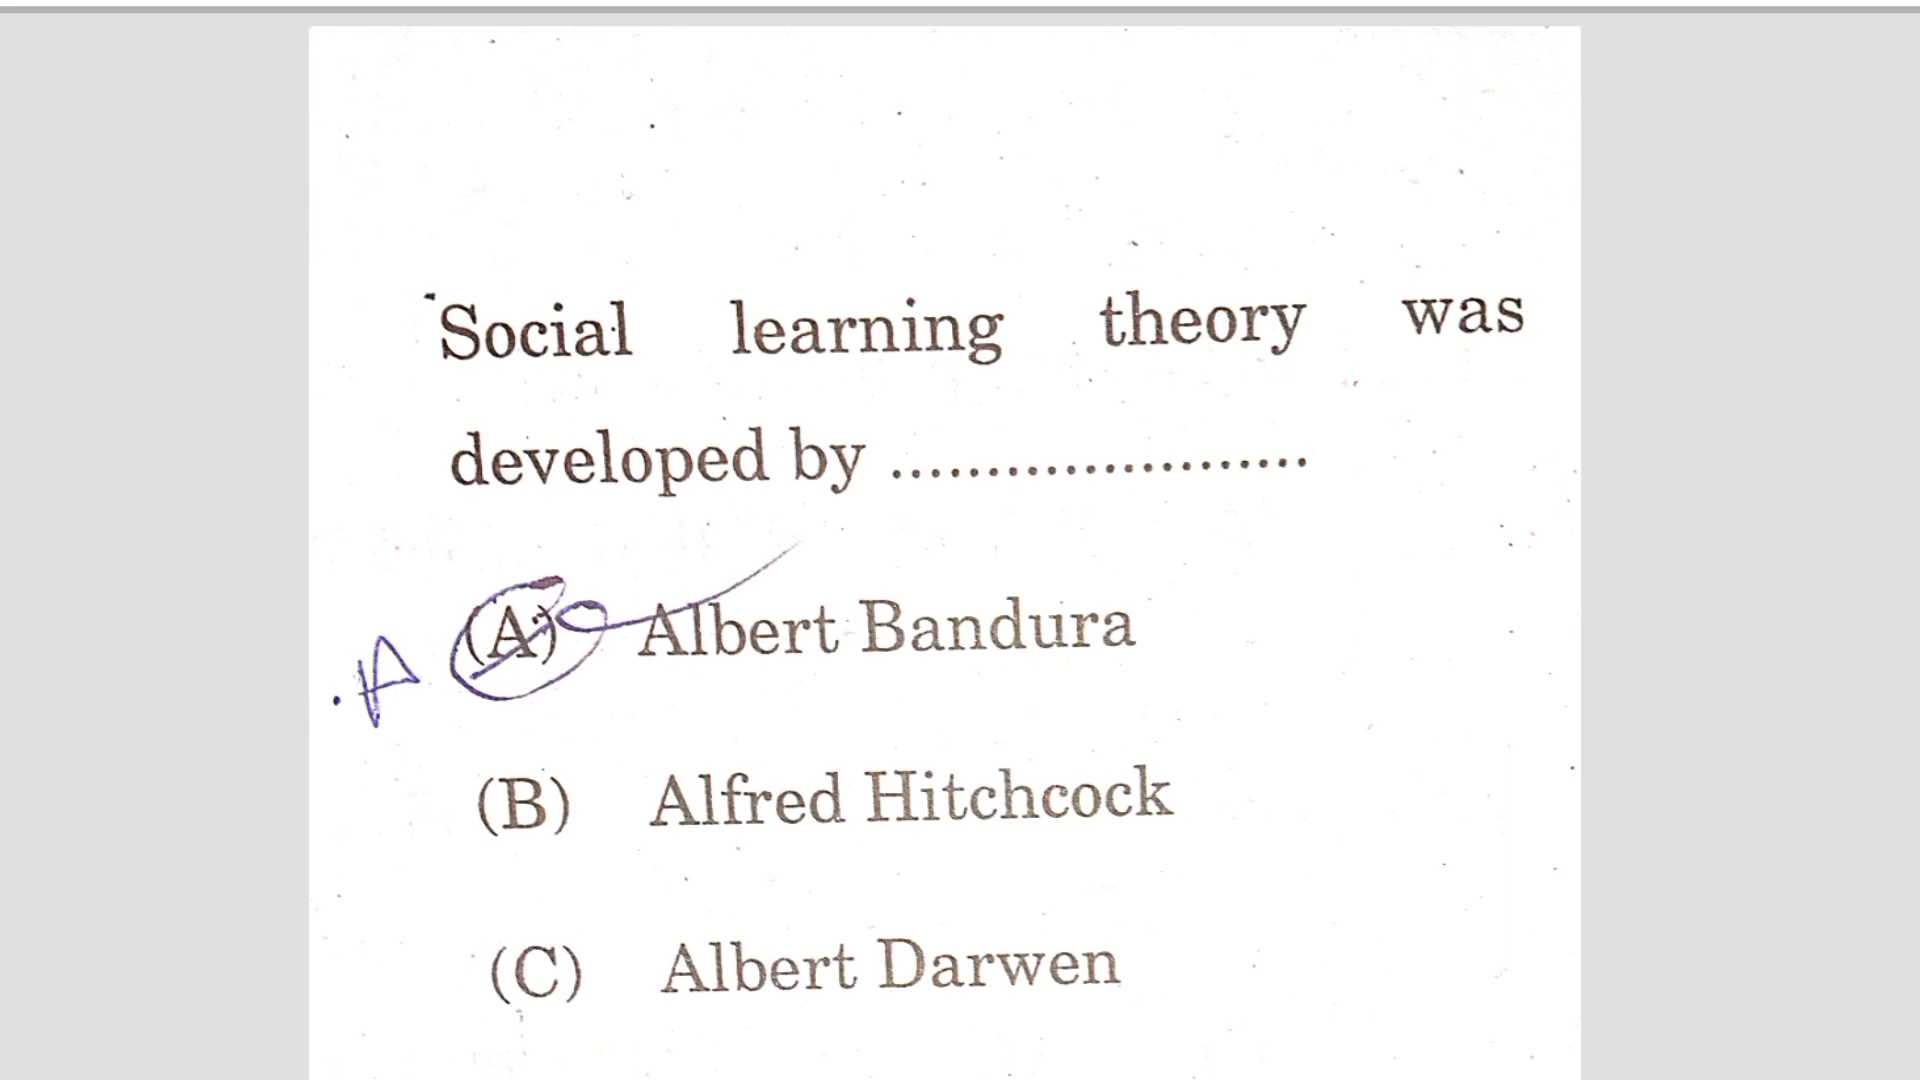 Social learning theory was
developed by ......................
(A) Albert Bandura
A
(B) Alfred Hitchcock
(C) Albert Darwen